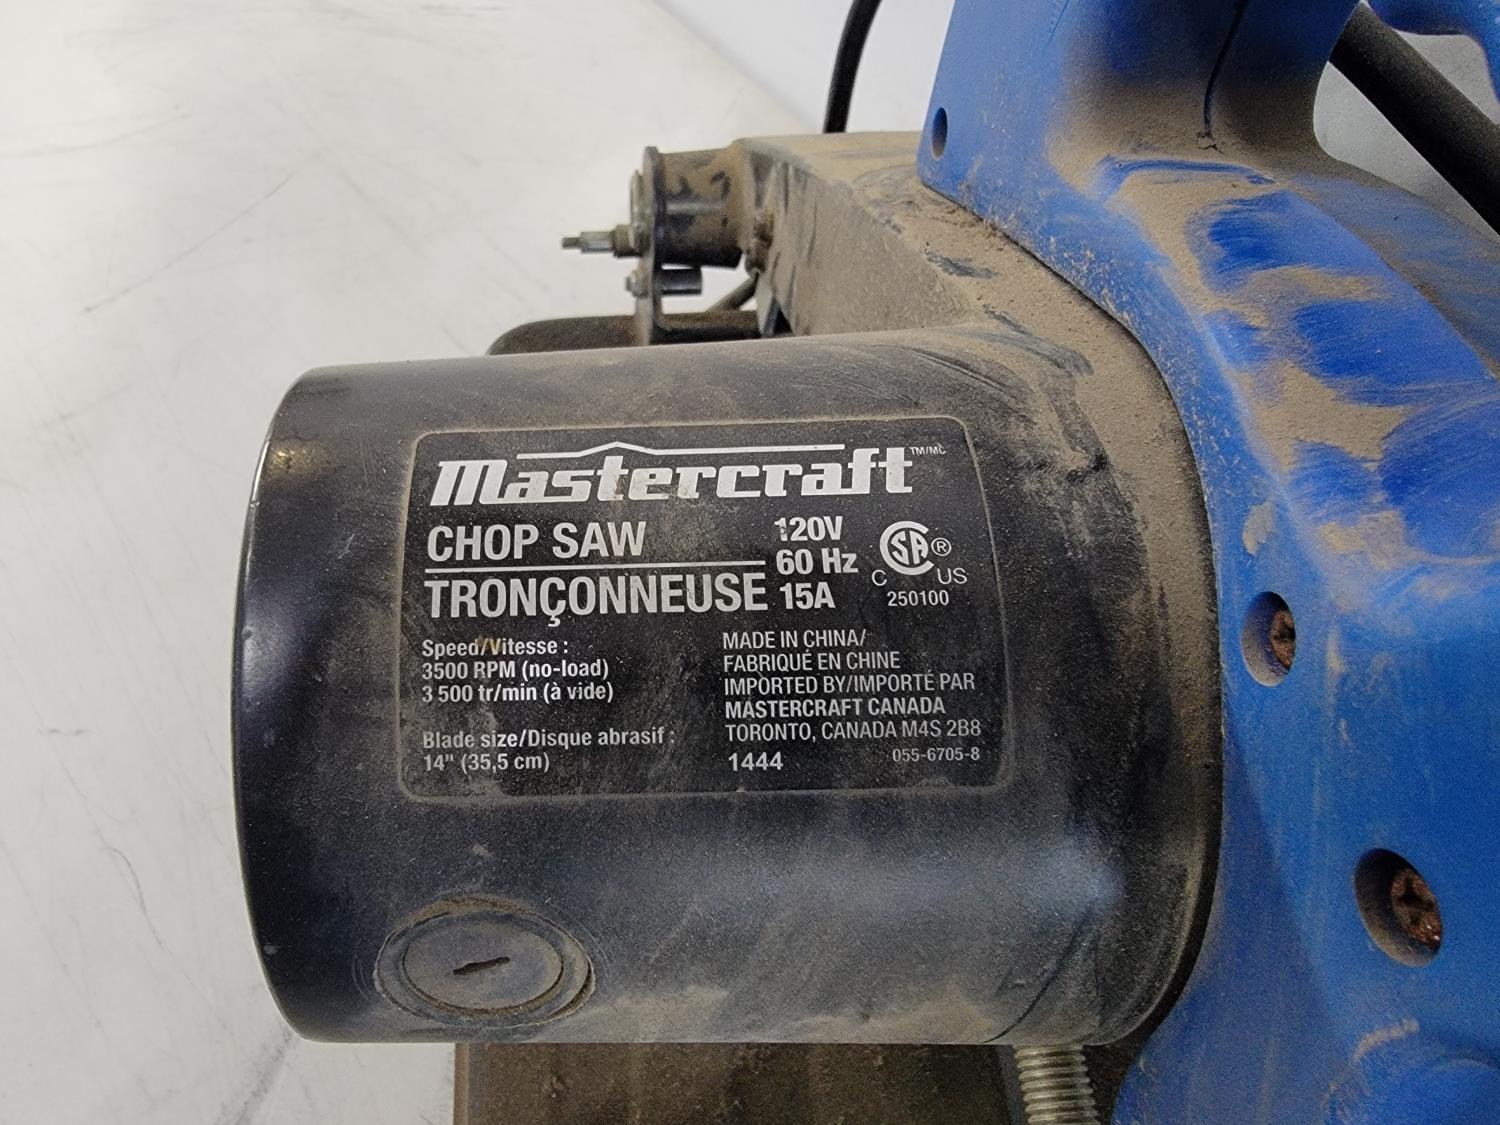 Mastercraft TM/MC
CHOP SAW
TRONÇONNEUSE
120V
60 Hz
15A
CSA ®
C US
250100
Speed/Vitesse :
3500 RPM (no-load)
3 500 tr/min (à vide)
Blade size/Disque abrasif :
14" (35,5 cm)
MADE IN CHINA/
FABRIQUÉ EN CHINE
IMPORTED BY/IMPORTÉ PAR
MASTERCRAFT CANADA
TORONTO, CANADA M4S 2B8
1444 055-6705-8